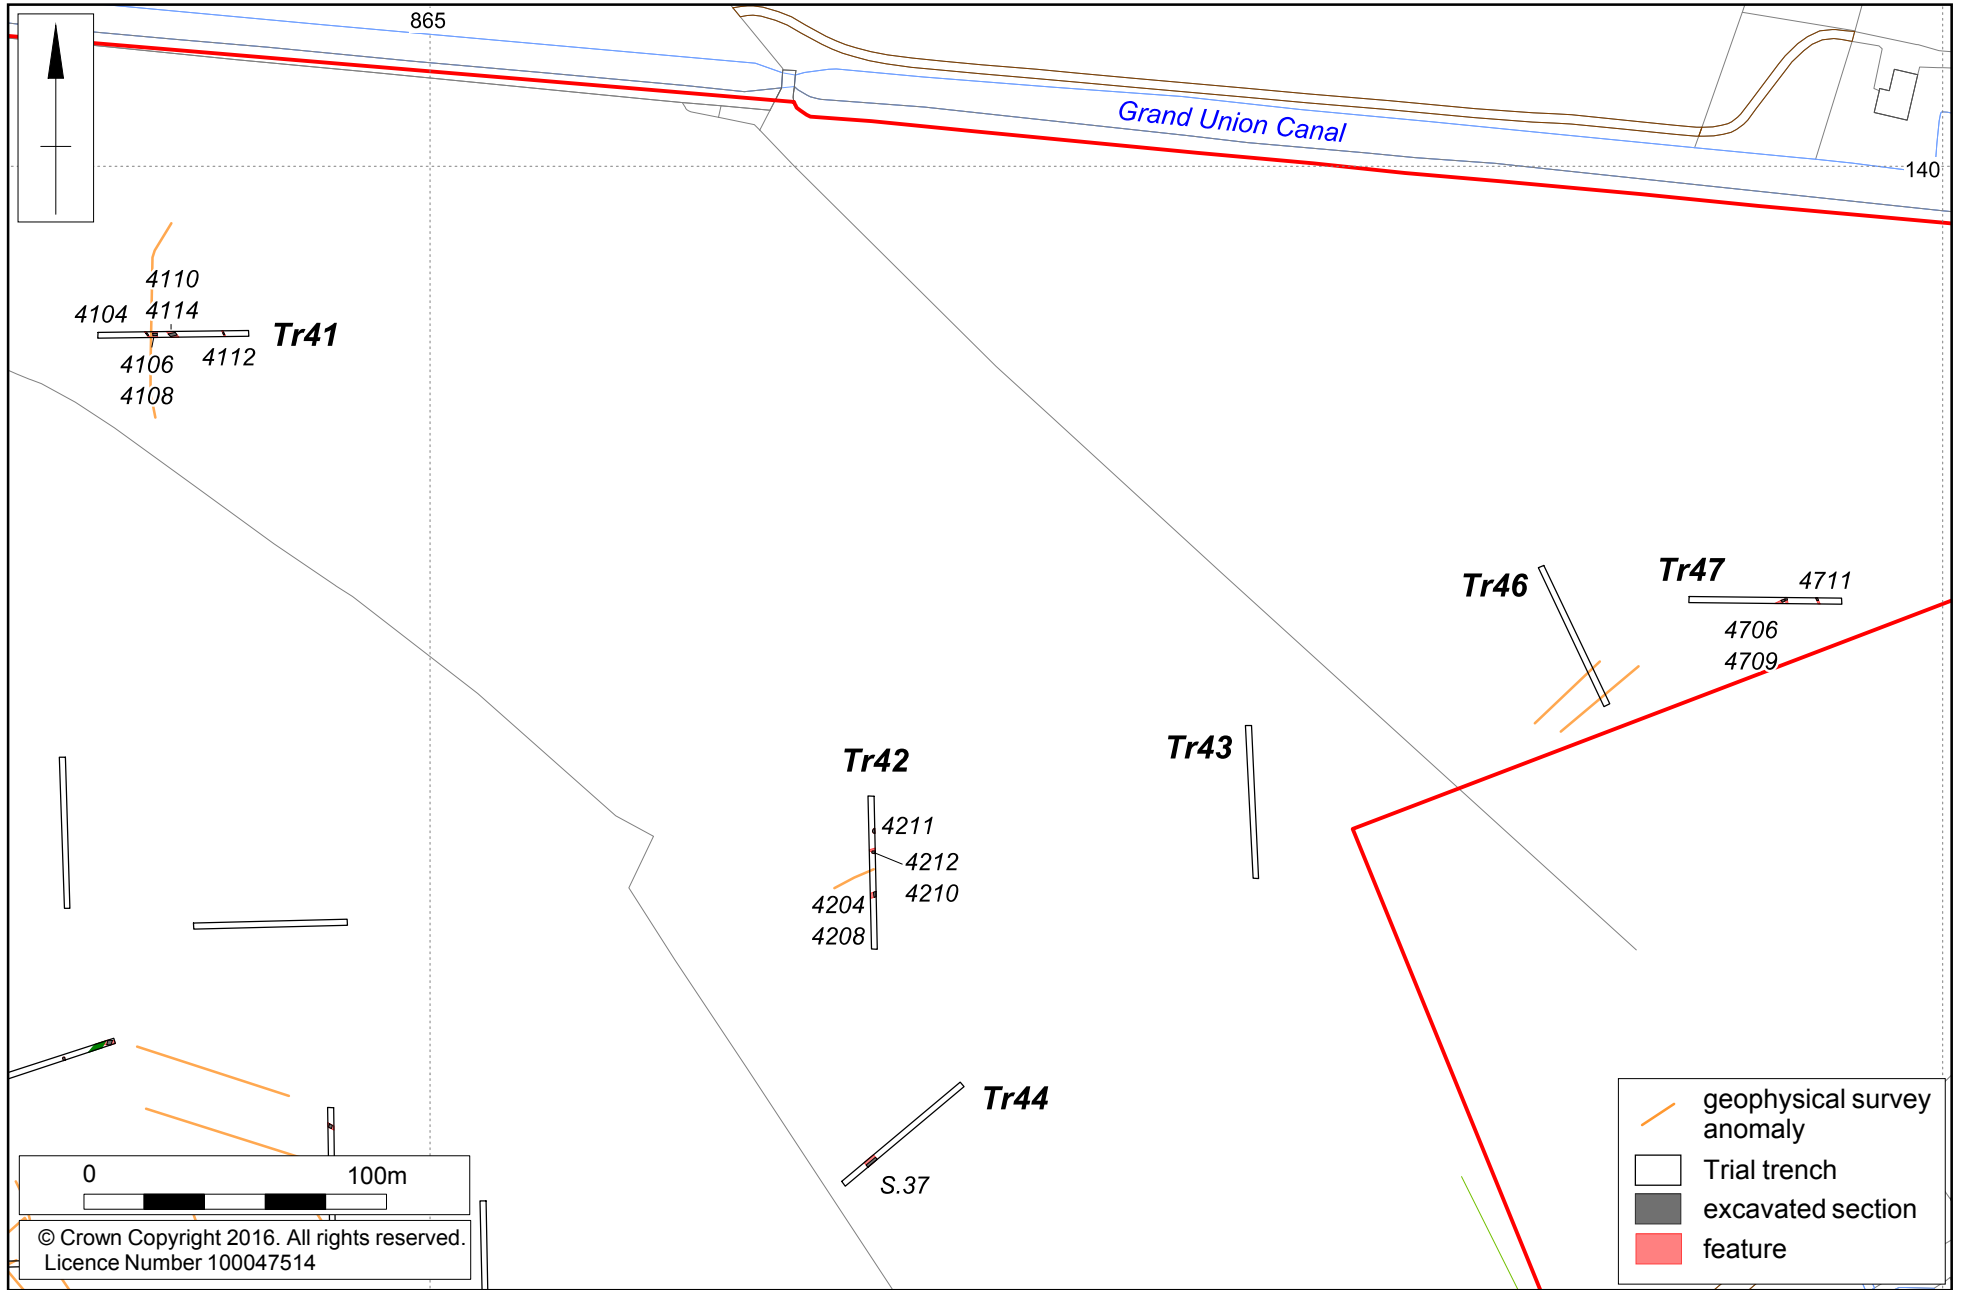 865
Grand Union Canal
140
4110
4104 4114
Tr41
4106 4112
4108
Tr46
Tr47
4711
4706
4709
Tr43
Tr42
4211
4212
4204 4210
4208
Tr44
S.37
0 100m
© Crown Copyright 2016. All rights reserved.
Licence Number 100047514
geophysical survey
anomaly
Trial trench
excavated section
feature